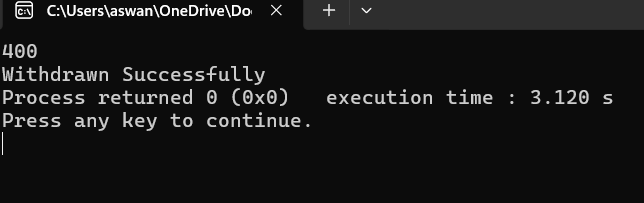 C:\Users\aswan\OneDrive\Do
400
Withdrawn Successfully
Process returned 0 (0x0)   execution time : 3.120 s
Press any key to continue.